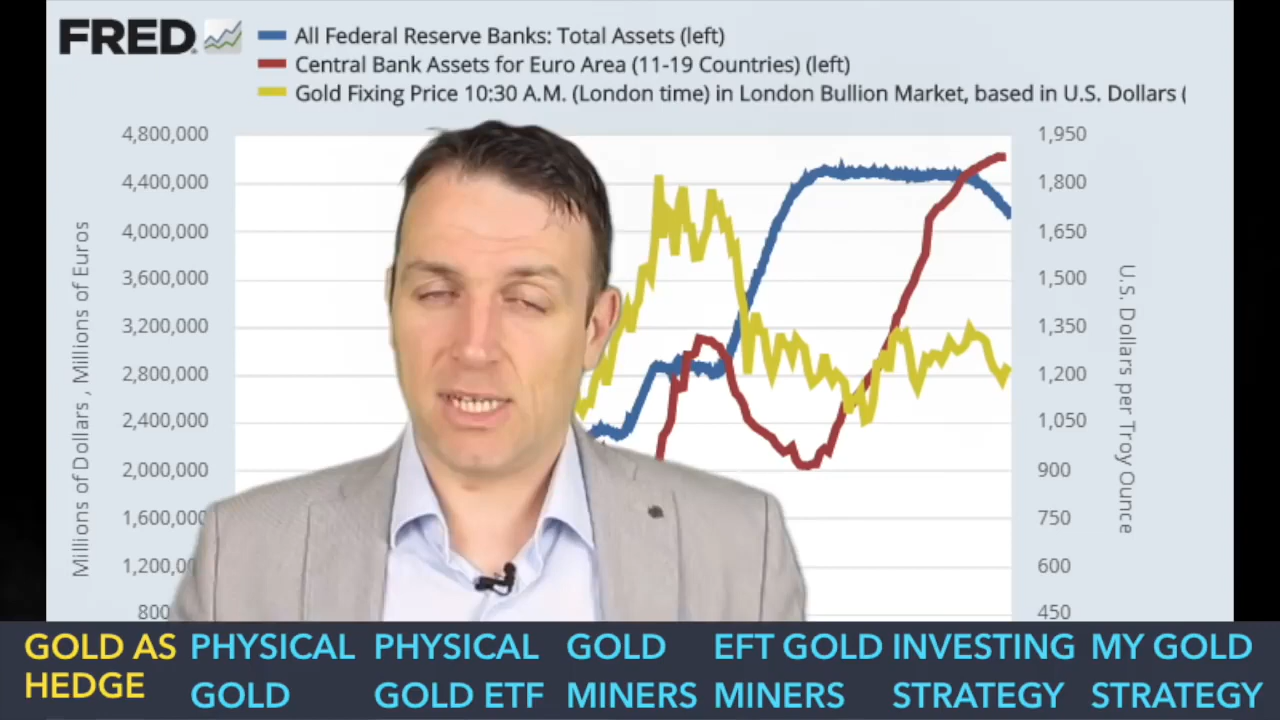 FRED
All Federal Reserve Banks: Total Assets (left)
Central Bank Assets for Euro Area (11-19 Countries) (left)
Gold Fixing Price 10:30 A.M. (London time) in London Bullion Market, based in U.S. Dollars (
4,800,000
4,400,000
4,000,000
3,600,000
3,200,000
2,800,000
2,400,000
2,000,000
1,600,000
1,200,000
800
Millions of Dollars , Millions of Euros
1,950
1,800
1,650
1,500
1,350
1,200
1,050
900
750
600
450
U.S. Dollars per Troy Ounce
GOLD AS
HEDGE
PHYSICAL
GOLD
PHYSICAL
GOLD ETF
GOLD
MINERS
EFT GOLD
MINERS
INVESTING
STRATEGY
MY GOLD
STRATEGY